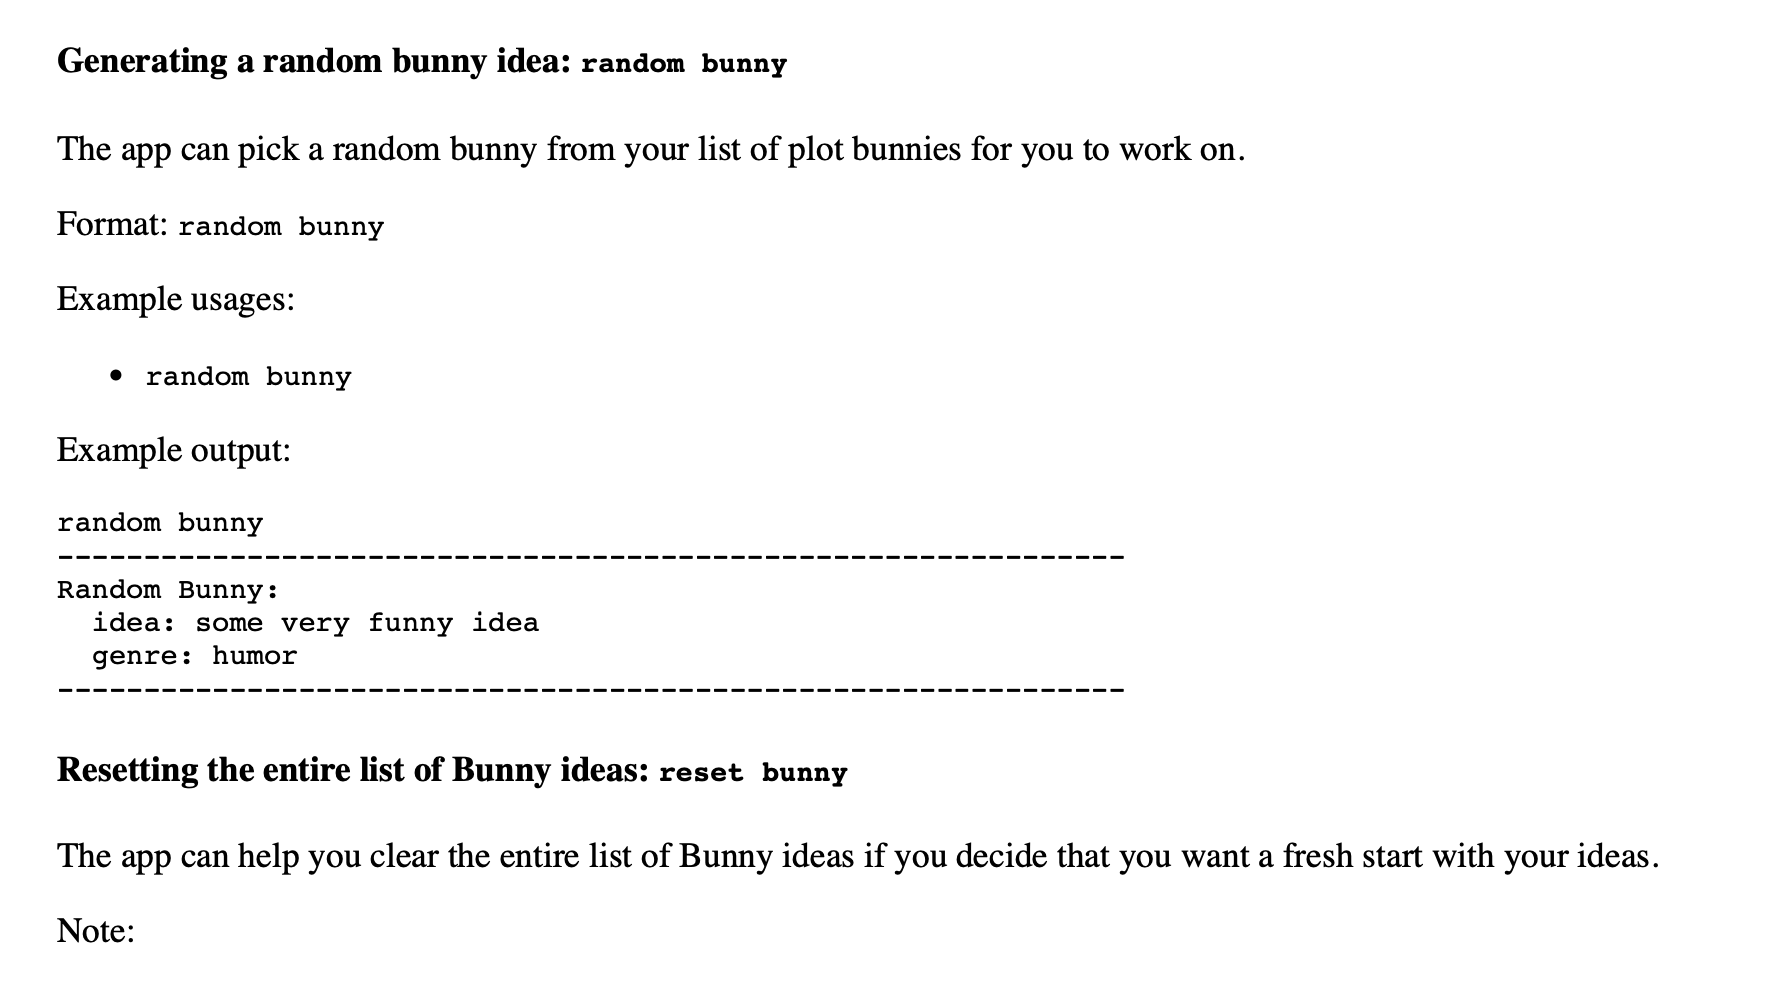 Generating a random bunny idea: random bunny
The app can pick a random bunny from your list of plot bunnies for you to work on.
Format: random bunny
Example usages:
• random bunny
Example output:
random bunny
--------------------------------------------------------------
Random Bunny:
  idea: some very funny idea
  genre: humor
--------------------------------------------------------------
Resetting the entire list of Bunny ideas: reset bunny
The app can help you clear the entire list of Bunny ideas if you decide that you want a fresh start with your ideas.
Note: